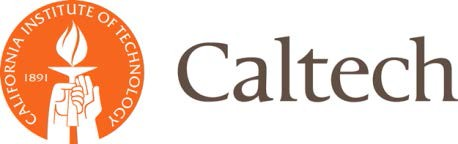 CALIFORNIA INSTITUTE OF TECHNOLOGY
1891
Caltech